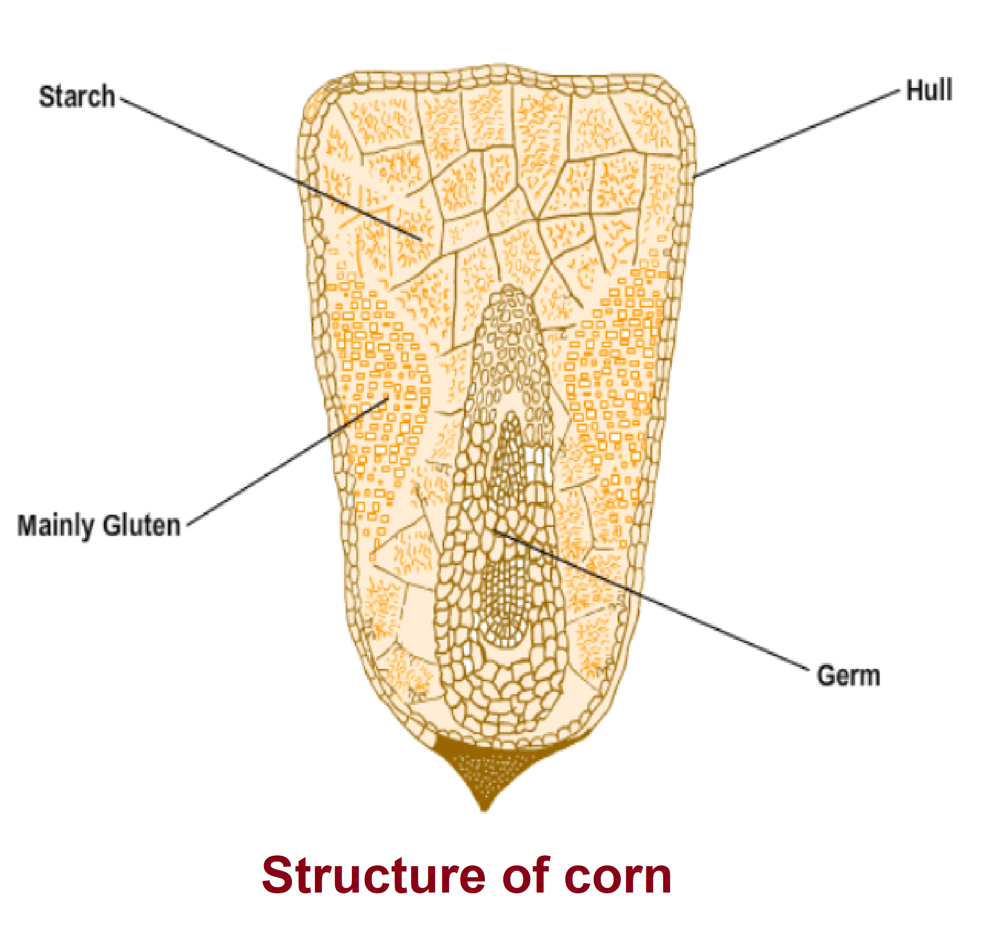 Starch
Hull
Mainly Gluten
Germ
Structure of corn